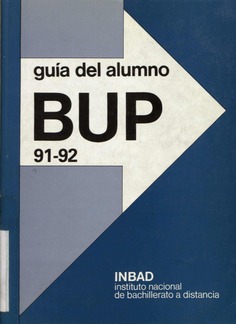 guía del alumno
BUP
91-92
INBAD
instituto nacional
de bachillerato a distancia